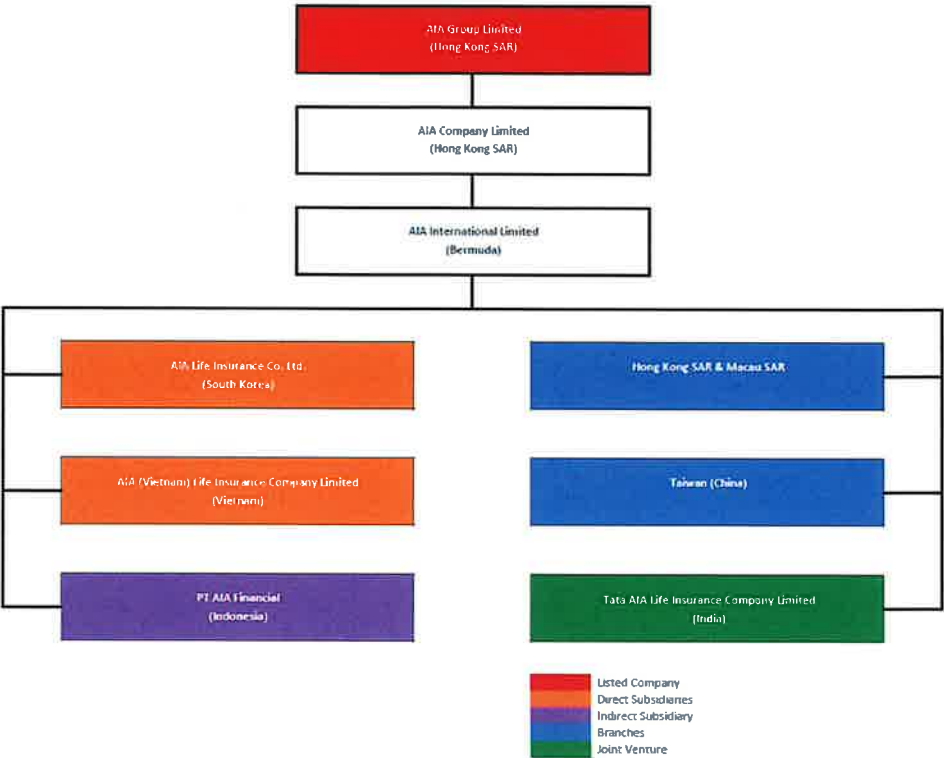 AIA Group Limited
(Hong Kong SAR)
AIA Company Limited
(Hong Kong SAR)
AIA International Limited
(Bermuda)
AIA Life Insurance Co. Ltd.
(South Korea)
Hong Kong SAR & Macau SAR
AIA (Vietnam) Life Insurance Company Limited
(Vietnam)
Taiwan (China)
PT AIA Financial
(Indonesia)
Tata AIA Life Insurance Company Limited
(India)
Listed Company
Direct Subsidiaries
Indirect Subsidiary
Branches
Joint Venture